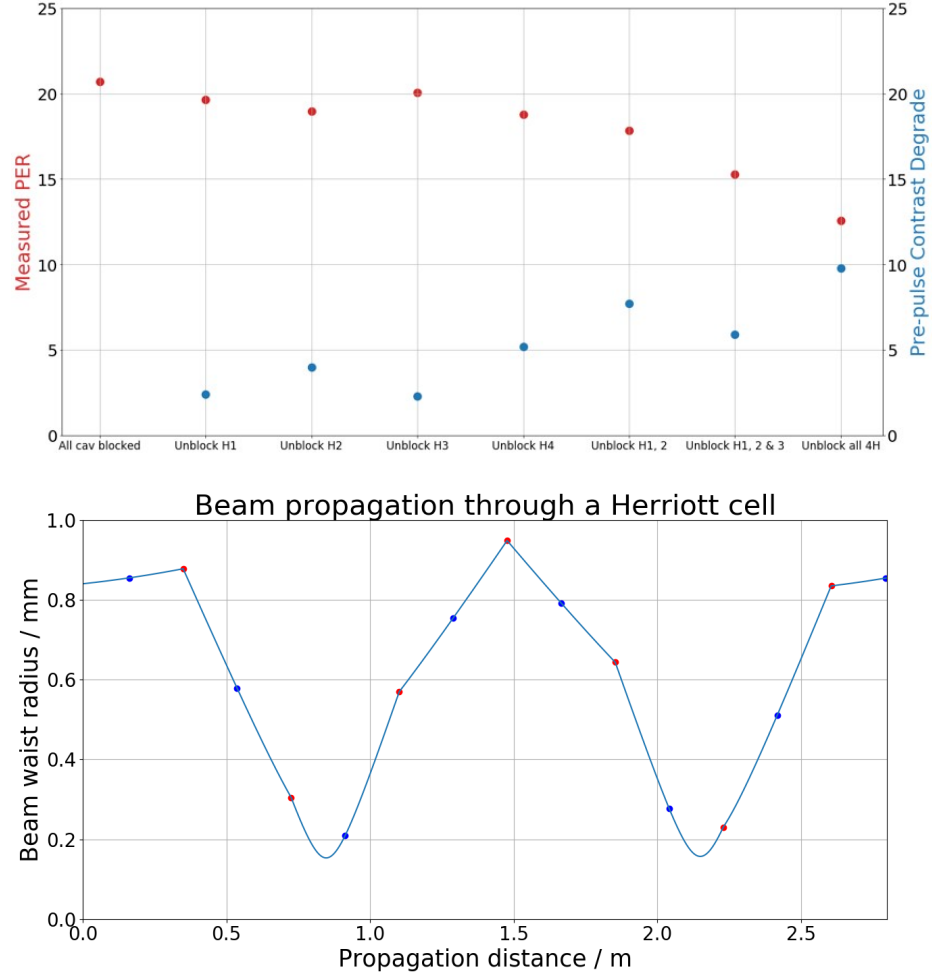 25
25
20
20
15
15
10
10
5
5
0
0
Measured PER
Pre-pulse Contrast Degrade
All cav blocked
Unblock H1
Unblock H2
Unblock H3
Unblock H4
Unblock H1, 2
Unblock H1, 2 & 3
Unblock all 4H
Beam propagation through a Herriott cell
1.0
0.8
0.6
0.4
0.2
0.0
Beam waist radius / mm
0.0 0.5 1.0 1.5 2.0 2.5
Propagation distance / m